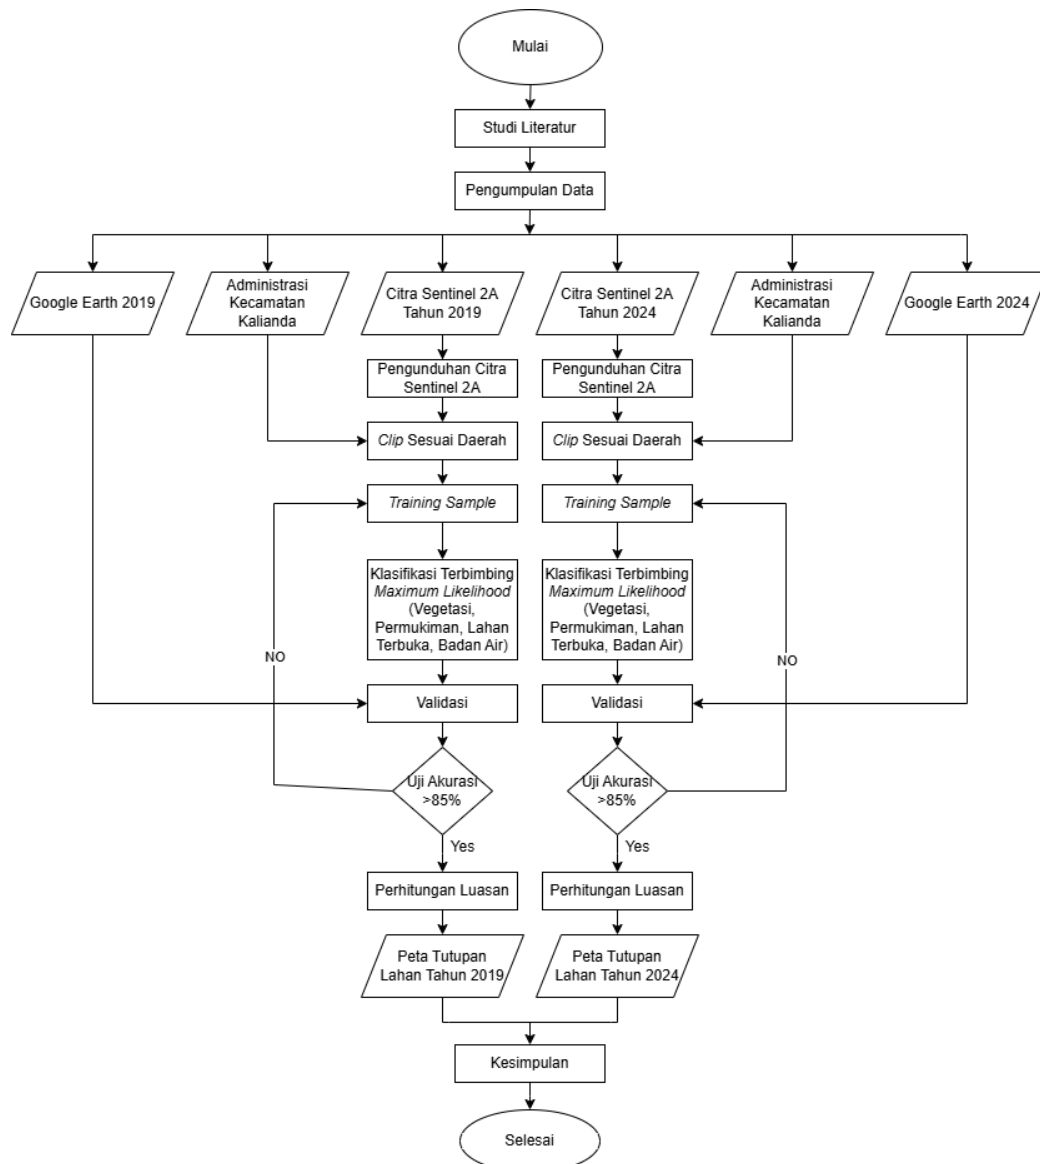 Mulai
Studi Literatur
Pengumpulan Data
Google Earth 2019
Administrasi
Kecamatan
Kalianda
Citra Sentinel 2A
Tahun 2019
Citra Sentinel 2A
Tahun 2024
Administrasi
Kecamatan
Kalianda
Google Earth 2024
Pengunduhan Citra
Sentinel 2A
Pengunduhan Citra
Sentinel 2A
Clip Sesuai Daerah
Clip Sesuai Daerah
Training Sample
Training Sample
Klasifikasi Terbimbing
Maximum Likelihood
(Vegetasi,
Permukiman, Lahan
Terbuka, Badan Air)
Klasifikasi Terbimbing
Maximum Likelihood
(Vegetasi,
Permukiman, Lahan
Terbuka, Badan Air)
NO
NO
Validasi
Validasi
Uji Akurasi
>85%
Uji Akurasi
>85%
Yes
Yes
Perhitungan Luasan
Perhitungan Luasan
Peta Tutupan
Lahan Tahun 2019
Peta Tutupan
Lahan Tahun 2024
Kesimpulan
Selesai